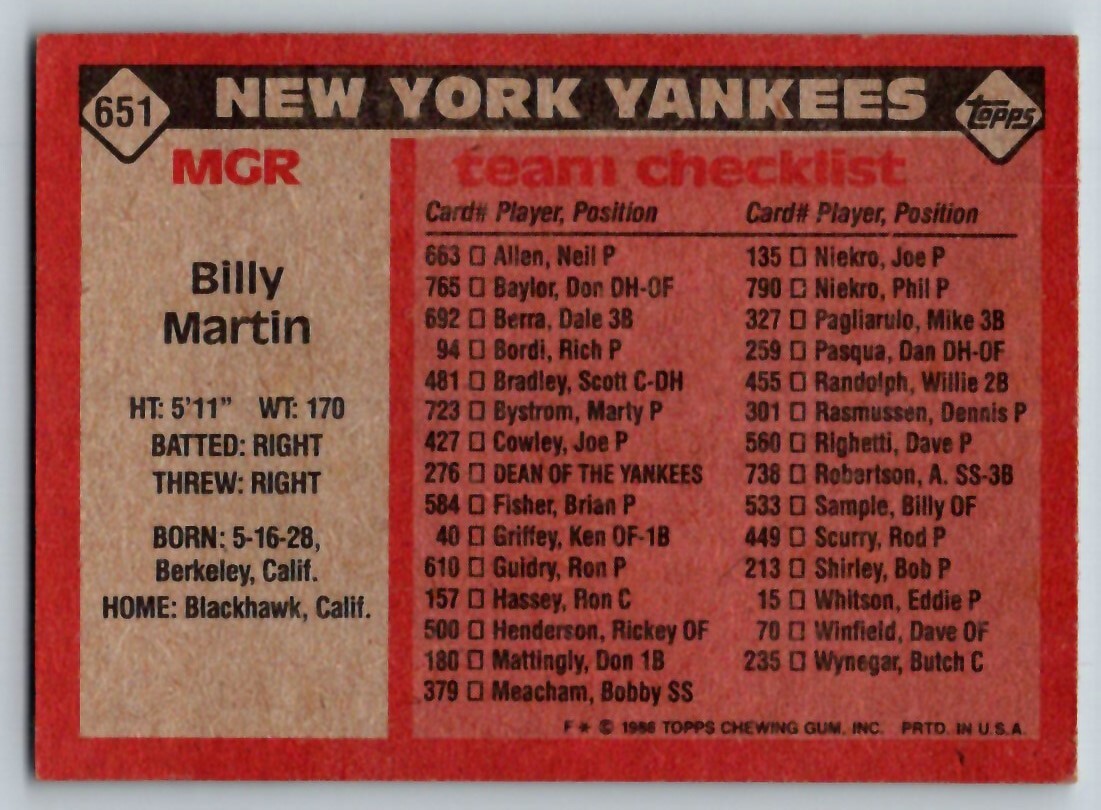 651 NEW YORK YANKEES topps
MGR
Billy
Martin
HT: 5'11" WT: 170
BATTED: RIGHT
THREW: RIGHT
BORN: 5-16-28,
Berkeley, Calif.
HOME: Blackhawk, Calif.
team checklist
Card# Player, Position
663 ☐ Allen, Neil P
765 ☐ Baylor, Don DH-OF
692 ☐ Berra, Dale 3B
94 ☐ Bordi, Rich P
481 ☐ Bradley, Scott C-DH
723 ☐ Bystrom, Marty P
427 ☐ Cowley, Joe P
276 ☐ DEAN OF THE YANKEES
584 ☐ Fisher, Brian P
40 ☐ Griffey, Ken OF-1B
610 ☐ Guidry, Ron P
157 ☐ Hassey, Ron C
500 ☐ Henderson, Rickey OF
180 ☐ Mattingly, Don 1B
379 ☐ Meacham, Bobby SS
Card# Player, Position
135 ☐ Niekro, Joe P
790 ☐ Niekro, Phil P
327 ☐ Pagliarulo, Mike 3B
259 ☐ Pasqua, Dan DH-OF
455 ☐ Randolph, Willie 2B
301 ☐ Rasmussen, Dennis P
560 ☐ Righetti, Dave P
738 ☐ Robertson, A. SS-3B
533 ☐ Sample, Billy OF
449 ☐ Scurry, Rod P
213 ☐ Shirley, Bob P
15 ☐ Whitson, Eddie P
70 ☐ Winfield, Dave OF
235 ☐ Wynegar, Butch C
F * © 1986 TOPPS CHEWING GUM, INC. PRTD. IN U.S.A.